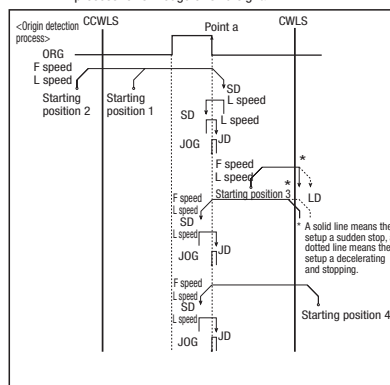 <Origin detection
process>
CCWLS
Point a
CWLS
ORG
F speed
L speed
Starting
position 2
Starting
position 1
SD
L speed
SD
L speed
JOG
JD
F speed
L speed
*
*
Starting position 3
LD
F speed
L speed
SD
L speed
JOG
JD
* A solid line means the
setup a sudden stop,
dotted line means the
setup a decelerating
and stopping.
F speed
L speed
SD
Starting position 4
L speed
JOG
JD